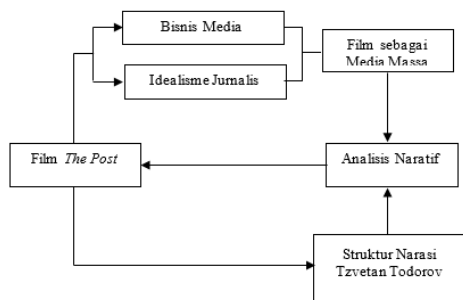 Bisnis Media
Film sebagai
Media Massa
Idealisme Jurnalis
Film The Post
Analisis Naratif
Struktur Narasi
Tzvetan Todorov